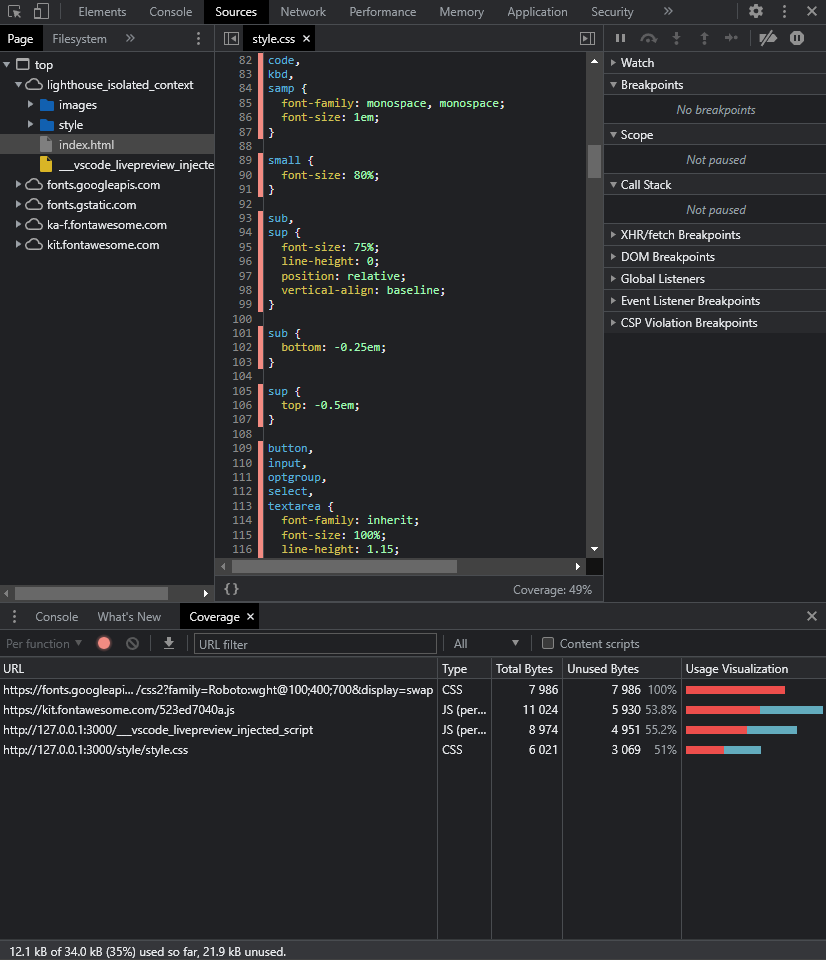 Elements Console Sources Network Performance Memory Application Security »
Page Filesystem »
style.css ×
top
lighthouse_isolated_context
images
style
index.html
__vscode_livepreview_injecte
fonts.googleapis.com
fonts.gstatic.com
ka-f.fontawesome.com
kit.fontawesome.com
82 code,
83 kbd,
84 samp {
85 font-family: monospace, monospace;
86 font-size: 1em;
87 }
88
89 small {
90 font-size: 80%;
91 }
92
93 sub,
94 sup {
95 font-size: 75%;
96 line-height: 0;
97 position: relative;
98 vertical-align: baseline;
99 }
100
101 sub {
102 bottom: -0.25em;
103 }
104
105 sup {
106 top: -0.5em;
107 }
108
109 button,
110 input,
111 optgroup,
112 select,
113 textarea {
114 font-family: inherit;
115 font-size: 100%;
116 line-height: 1.15;
{} Coverage: 49%
Watch
Breakpoints
No breakpoints
Scope
Not paused
Call Stack
Not paused
XHR/fetch Breakpoints
DOM Breakpoints
Global Listeners
Event Listener Breakpoints
CSP Violation Breakpoints
Console What's New Coverage ×
Per function URL filter All Content scripts
URL Type Total Bytes Unused Bytes Usage Visualization
https://fonts.googleapi… /css2?family=Roboto:wght@100;400;700&display=swap CSS 7 986 7 986 100%
https://kit.fontawesome.com/523ed7040a.js JS (per... 11 024 5 930 53.8%
http://127.0.0.1:3000/__vscode_livepreview_injected_script JS (per... 8 974 4 951 55.2%
http://127.0.0.1:3000/style/style.css CSS 6 021 3 069 51%
12.1 kB of 34.0 kB (35%) used so far, 21.9 kB unused.